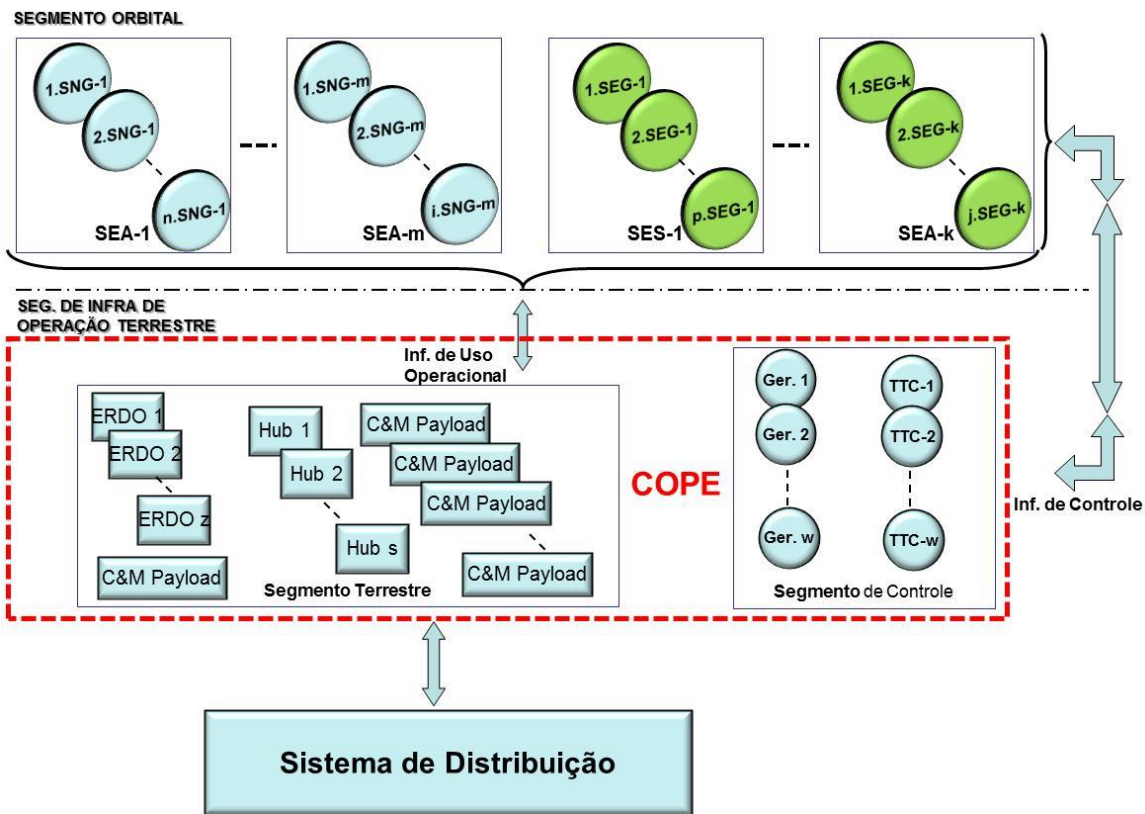 SEGMENTO ORBITAL
1.SNG-1
2.SNG-1
n.SNG-1
SEA-1
1.SNG-m
2.SNG-m
i.SNG-m
SEA-m
1.SEG-1
2.SEG-1
p.SEG-1
SES-1
1.SEG-k
2.SEG-k
j.SEG-k
SEA-k
SEG. DE INFRA DE
OPERAÇÃO TERRESTRE
Inf. de Uso
Operacional
ERDO 1
ERDO 2
ERDO z
C&M Payload
Hub 1
Hub 2
Hub s
C&M Payload
C&M Payload
C&M Payload
C&M Payload
Segmento Terrestre
COPE
Ger. 1
Ger. 2
Ger. w
TTC-1
TTC-2
TTC-w
Segmento de Controle
Inf. de Controle
Sistema de Distribuição